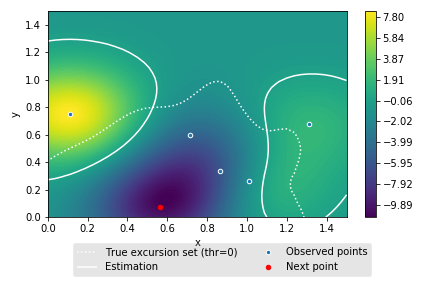 1.4
1.2
1.0
0.8
0.6
0.4
0.2
0.0
y
0.0 0.2 0.4 0.6 0.8 1.0 1.2 1.4
x
7.80
5.84
3.87
1.91
−0.06
−2.02
−3.99
−5.95
−7.92
−9.89
True excursion set (thr=0)
Estimation
Observed points
Next point